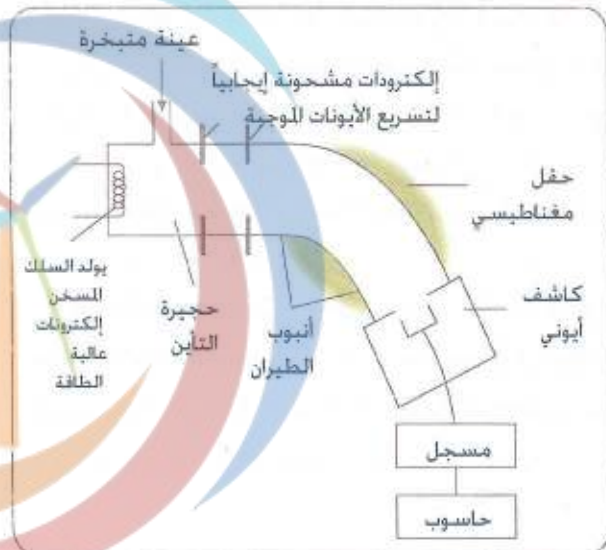 عينة متبخرة
إلكترودات مشحونة إيجابياً
لتسريع الأيونات الموجبة
حقل
مغناطيسي
يولد السلك
المسخن
إلكترونات
عالية
الطاقة
حجيرة
التأين
أنبوب
الطيران
كاشف
أيوني
مسجل
حاسوب